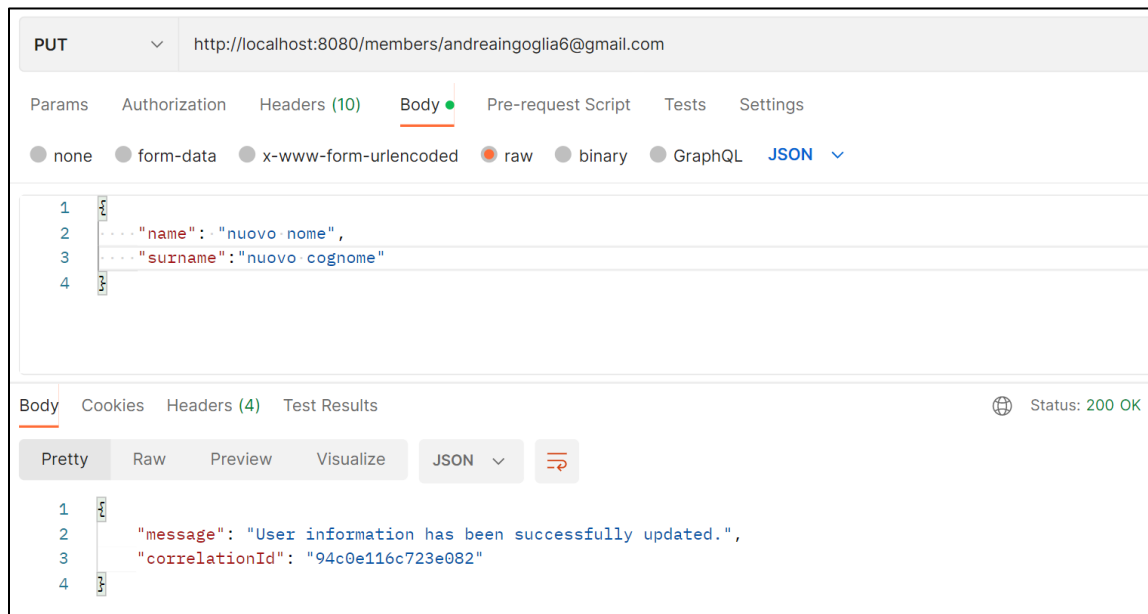 PUT http://localhost:8080/members/andreaingoglia6@gmail.com
Params Authorization Headers (10) Body Pre-request Script Tests Settings
none form-data x-www-form-urlencoded raw binary GraphQL JSON
1 {
2 "name": "nuovo nome",
3 "surname":"nuovo cognome"
4 }
Body Cookies Headers (4) Test Results Status: 200 OK
Pretty Raw Preview Visualize JSON
1 {
2 "message": "User information has been successfully updated.",
3 "correlationId": "94c0e116c723e082"
4 }